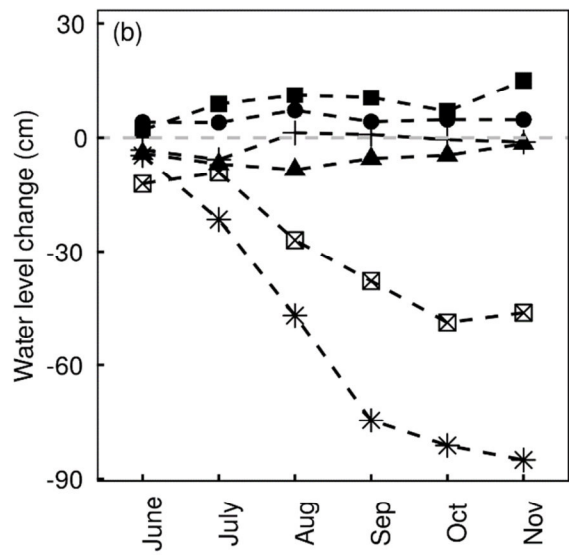 (b)
Water level change (cm)
30
0
-30
-60
-90
June
July
Aug
Sep
Oct
Nov